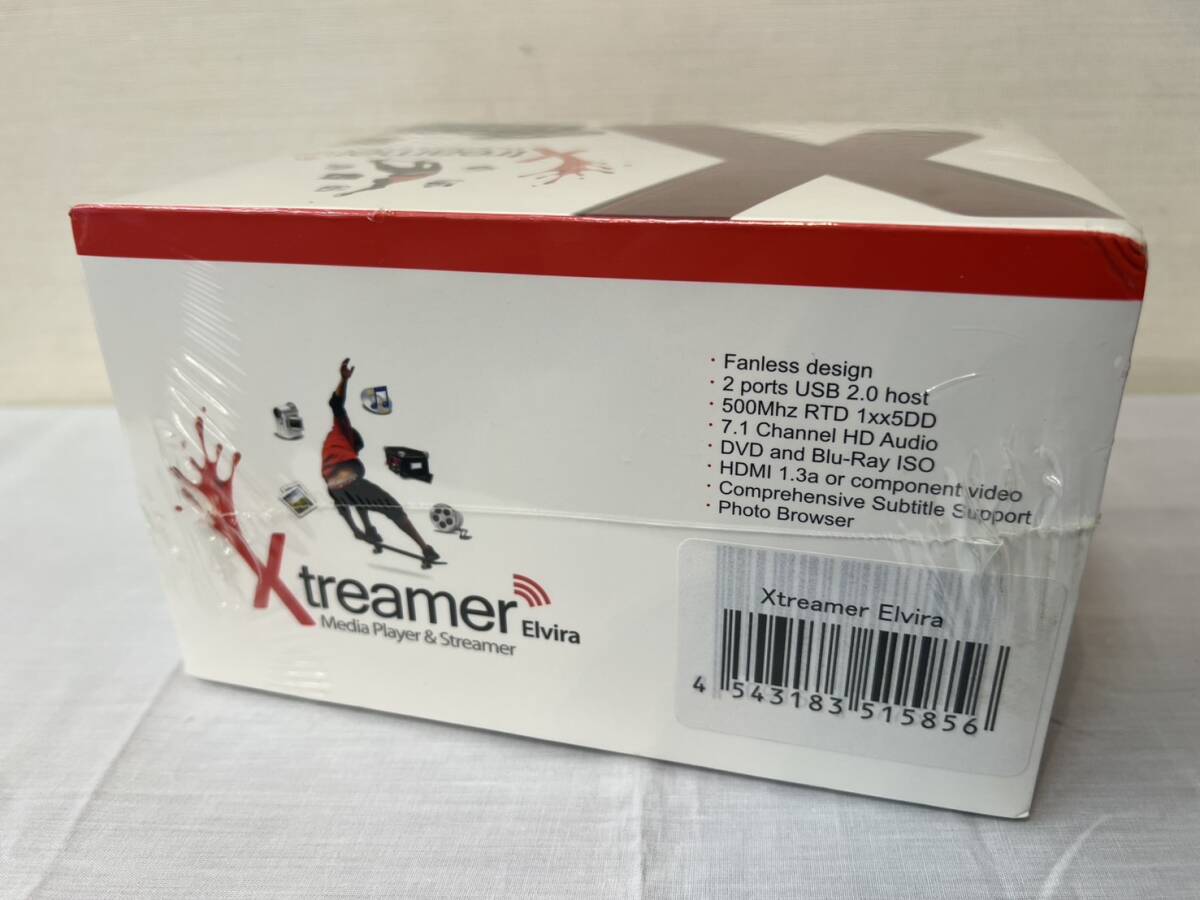 Xtreamer
· Fanless design
· 2 ports USB 2.0 host
· 500Mhz RTD 1xx5DD
· 7.1 Channel HD Audio
· DVD and Blu-Ray ISO
· HDMI 1.3a or component video
· Comprehensive Subtitle Support
· Photo Browser
Xtreamer Elvira
Media Player & Streamer
Xtreamer Elvira
4 543183 515856